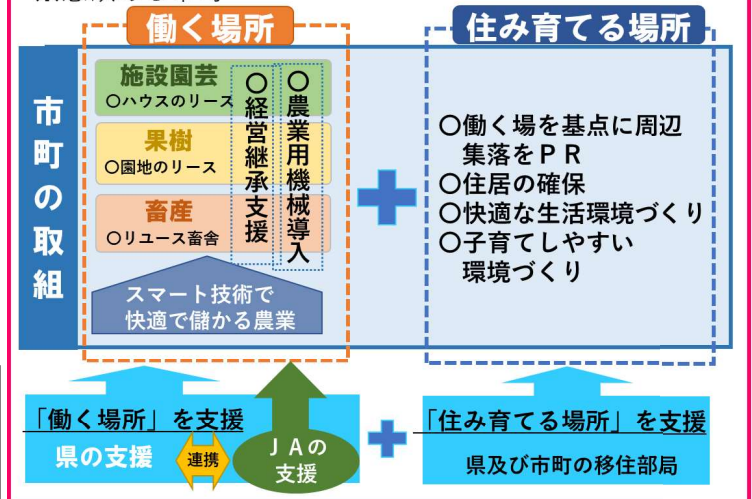 働く場所
住み育てる場所
市町の取組
施設園芸
○ハウスのリース
果樹
○園地のリース
畜産
○リユース畜舎
○経営継承支援
○農業用機械導入
スマート技術で
快適で儲かる農業
○働く場を基点に周辺
集落をＰＲ
○住居の確保
○快適な生活環境づくり
○子育てしやすい
環境づくり
「働く場所」を支援
県の支援
連携
ＪＡの
支援
「住み育てる場所」を支援
県及び市町の移住部局